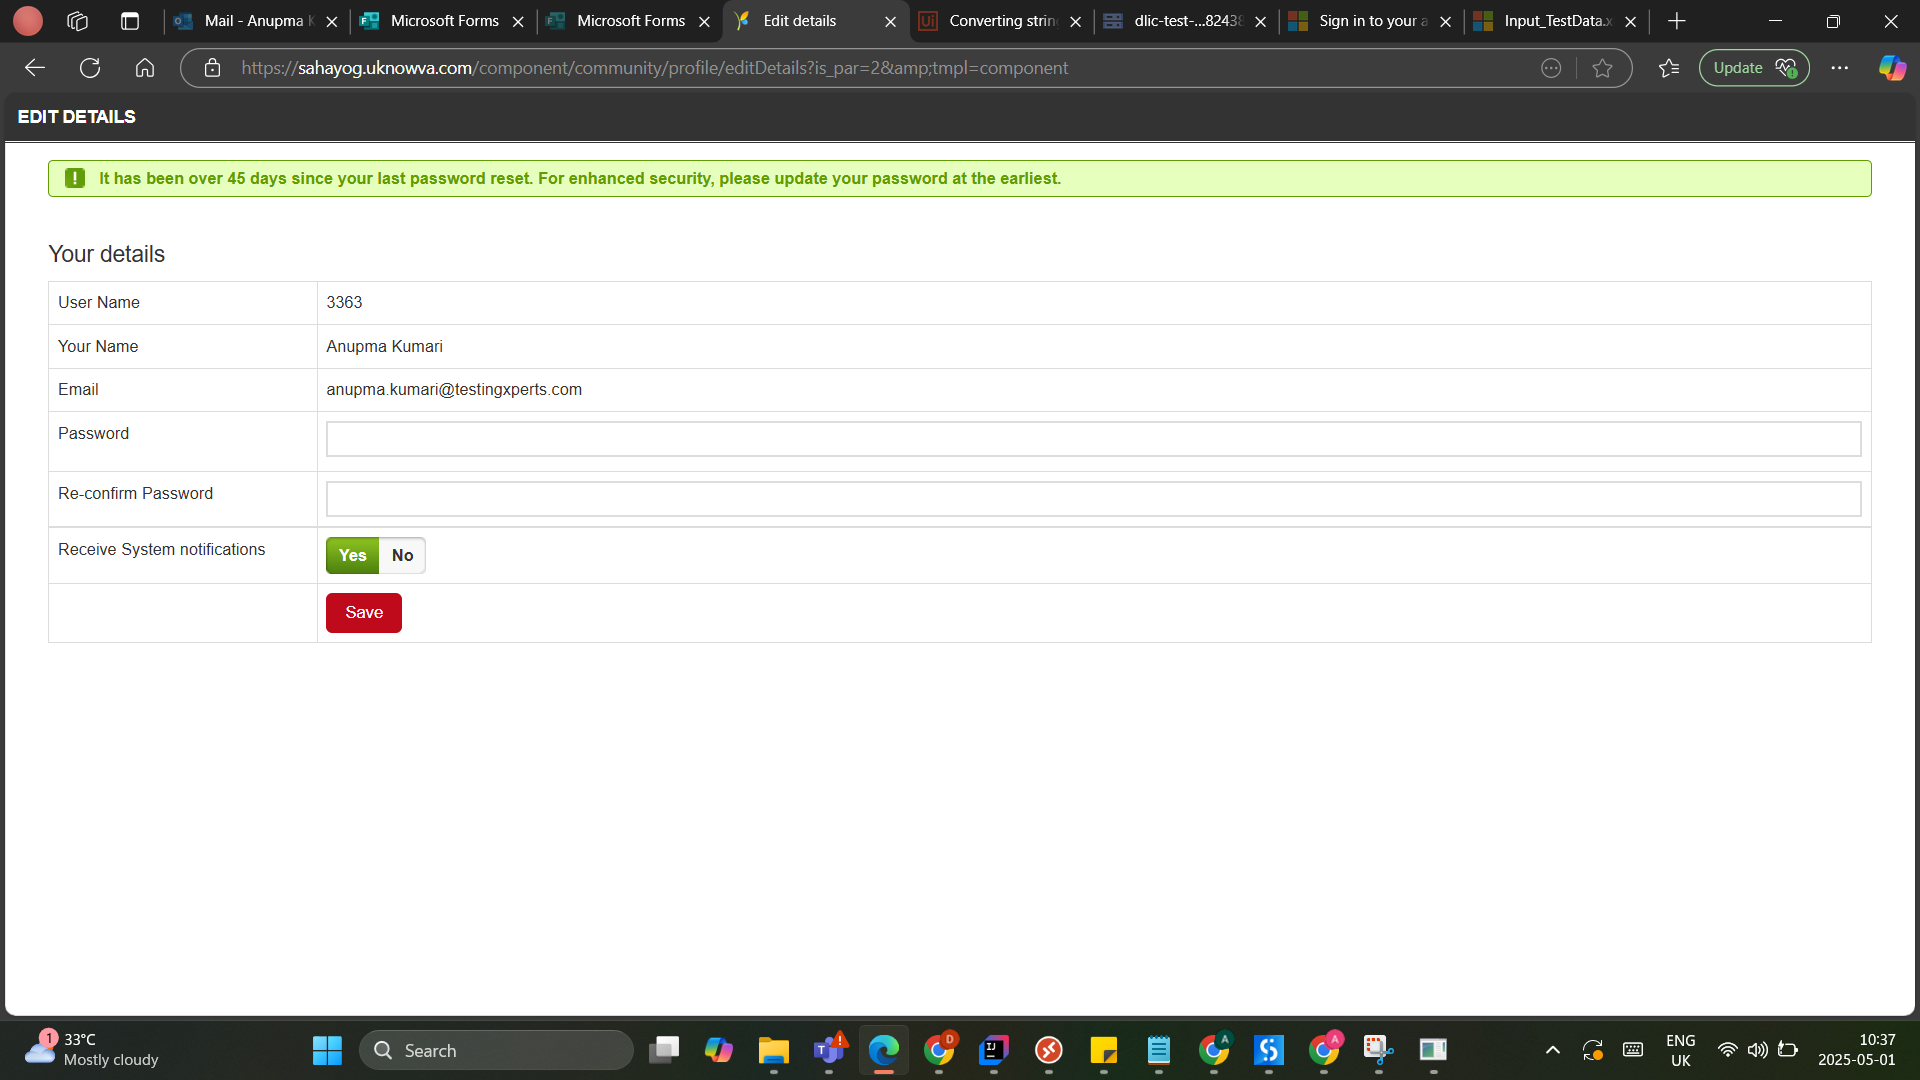 Mail - Anupma K
Microsoft Forms
Microsoft Forms
Edit details
Converting strin
dlic-test-...82438
Sign in to your a
Input_TestData.x
https://sahayog.uknowva.com/component/community/profile/editDetails?is_par=2&amp;tmpl=component
Update
EDIT DETAILS
It has been over 45 days since your last password reset. For enhanced security, please update your password at the earliest.
Your details
User Name 3363
Your Name Anupma Kumari
Email anupma.kumari@testingxperts.com
Password
Re-confirm Password
Receive System notifications Yes No
Save
1 33°C
Mostly cloudy
Search
D
A
A
ENG
UK
10:37
2025-05-01